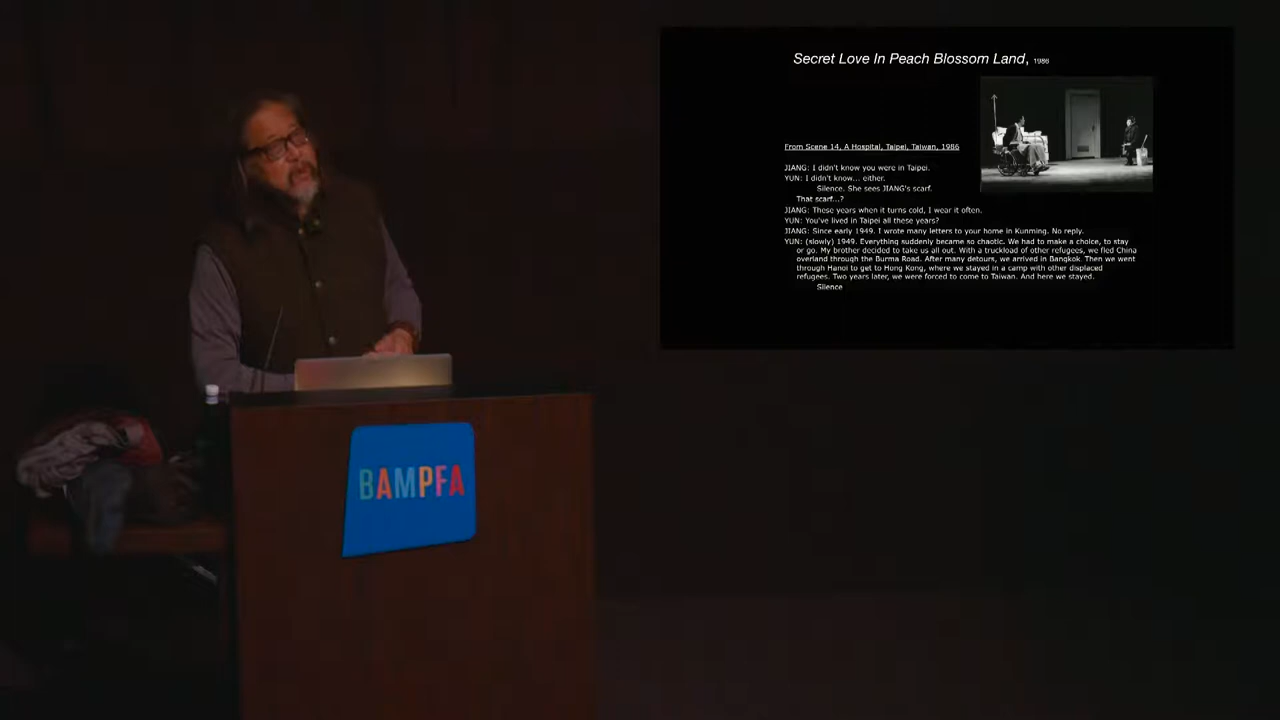 Secret Love In Peach Blossom Land, 1986
From Scene 14, A Hospital, Taipei, Taiwan, 1986
JIANG: I didn't know you were in Taipei.
YUN: I didn't know... either.
Silence. She sees JIANG's scarf.
That scarf...?
JIANG: These years when it turns cold, I wear it often.
YUN: You've lived in Taipei all these years?
JIANG: Since early 1949. I wrote many letters to your home in Kunming. No reply.
YUN: (slowly) 1949. Everything suddenly became so chaotic. We had to make a choice, to stay
or go. My brother decided to take us all out. With a truckload of other refugees, we fled China
overland through the Burma Road. After many detours, we arrived in Bangkok. Then we went
through Hanoi to get to Hong Kong, where we stayed in a camp with other displaced
refugees. Two years later, we were forced to come to Taiwan. And here we stayed.
Silence
BAMPFA